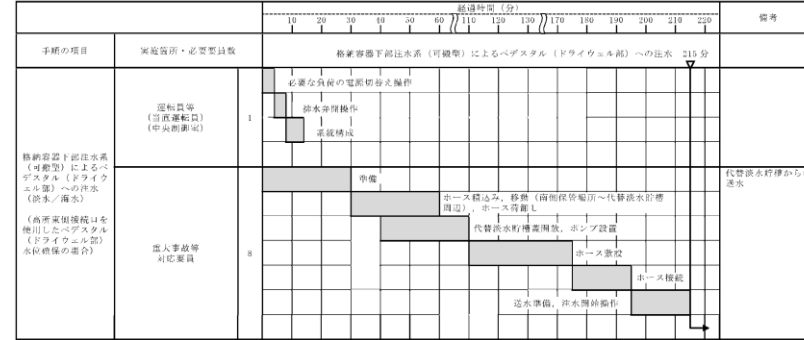 経過時間（分）
備考
10 20 30 40 50 60 110 120 130 170 180 190 200 210 220
手順の項目
実施箇所・必要要員数
格納容器下部注水系（可搬型）によるペデスタル（ドライウェル部）への注水 215分
格納容器下部注水系
（可搬型）によるペ
デスタル（ドライウ
ェル部）への注水
（淡水／海水）
（高所東側接続口を
使用したペデスタル
（ドライウェル部）
水位確保の場合）
運転員等
（当直運転員）
（中央制御室）
1
必要な負荷の電源切替え操作
排水弁閉操作
系統構成
重大事故等
対応要員
8
準備
ホース積込み，移動（南側保管場所～代替淡水貯槽
周辺），ホース荷卸し
代替淡水貯槽蓋開放，ポンプ設置
ホース敷設
ホース接続
送水準備，注水開始操作
代替淡水貯槽から
送水